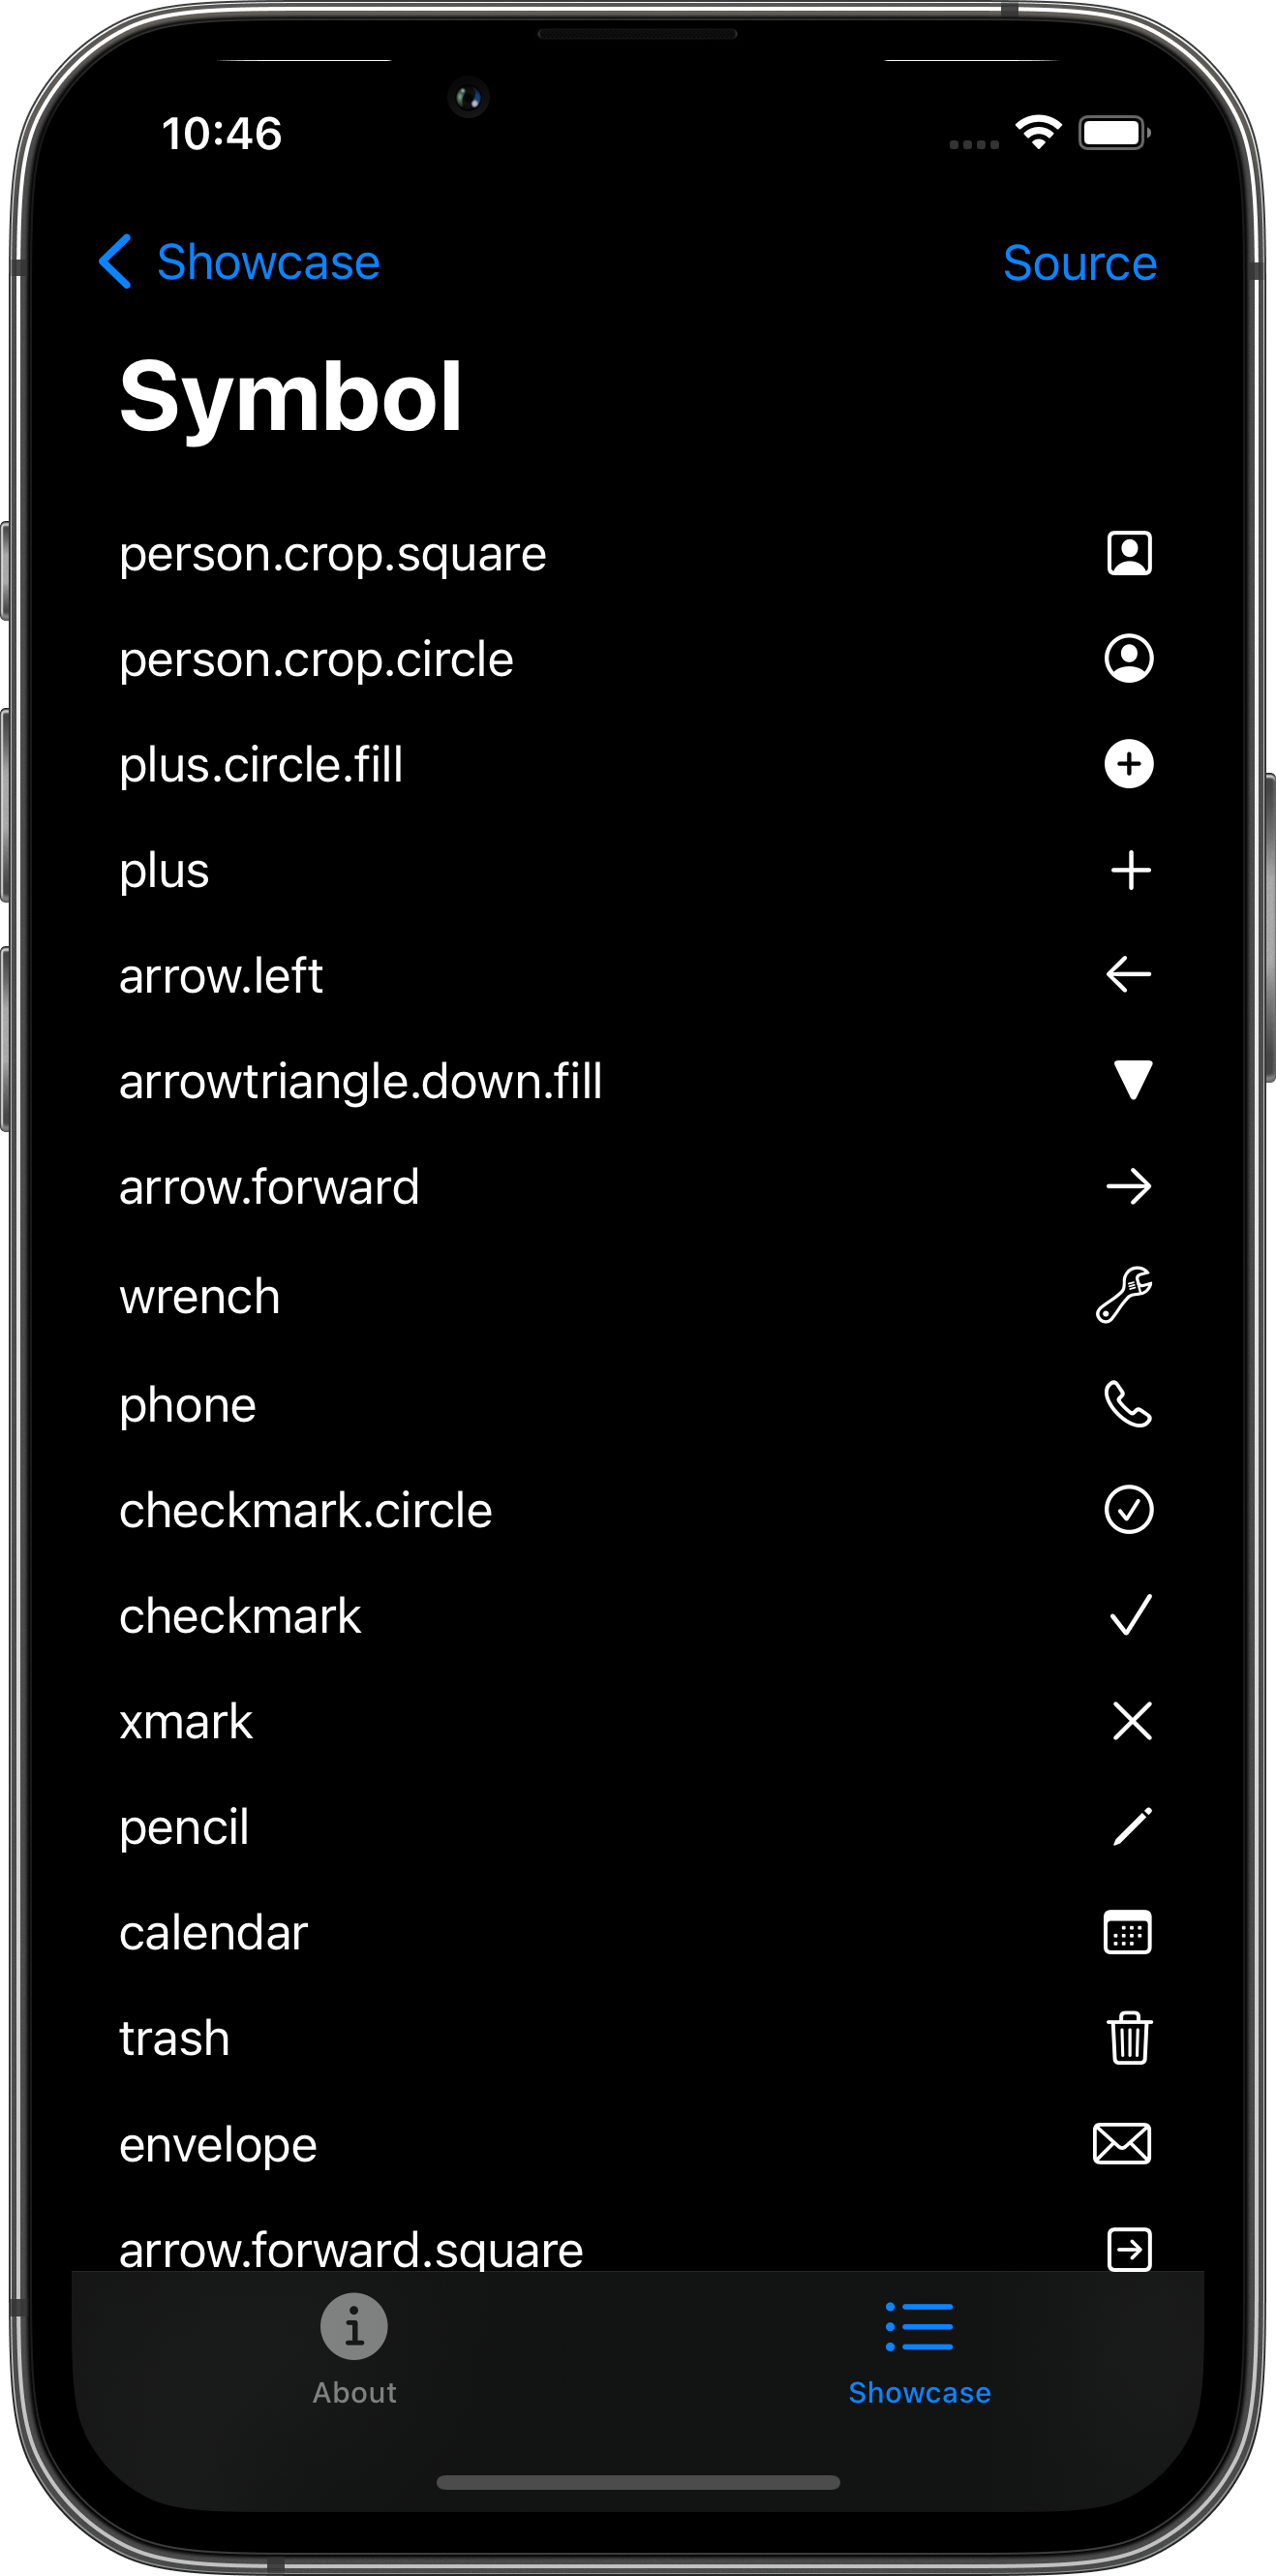 10:46
Showcase Source
Symbol
person.crop.square
person.crop.circle
plus.circle.fill
plus
arrow.left
arrowtriangle.down.fill
arrow.forward
wrench
phone
checkmark.circle
checkmark
xmark
pencil
calendar
trash
envelope
arrow.forward.square
About Showcase